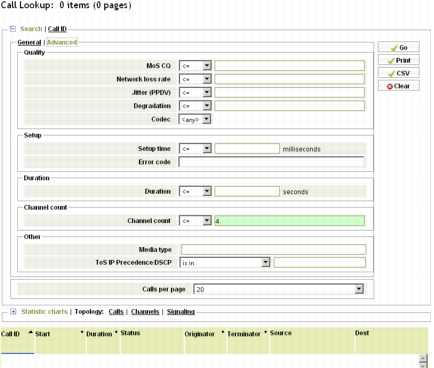 Call Lookup: 0 items (0 pages)
Search | Call ID
General | Advanced
Go
Print
CSV
Clear
Quality
MoS CQ <=
Network loss rate <=
Jitter (PPDV) <=
Degradation <=
Codec <any>
Setup
Setup time <= milliseconds
Error code
Duration
Duration <= seconds
Channel count
Channel count <= 4
Other
Media type
ToS IP Precedence/DSCP is in
Calls per page 20
Statistic charts | Topology: Calls | Channels | Signaling
Call ID Start Duration Status Originator Terminator Source Dest